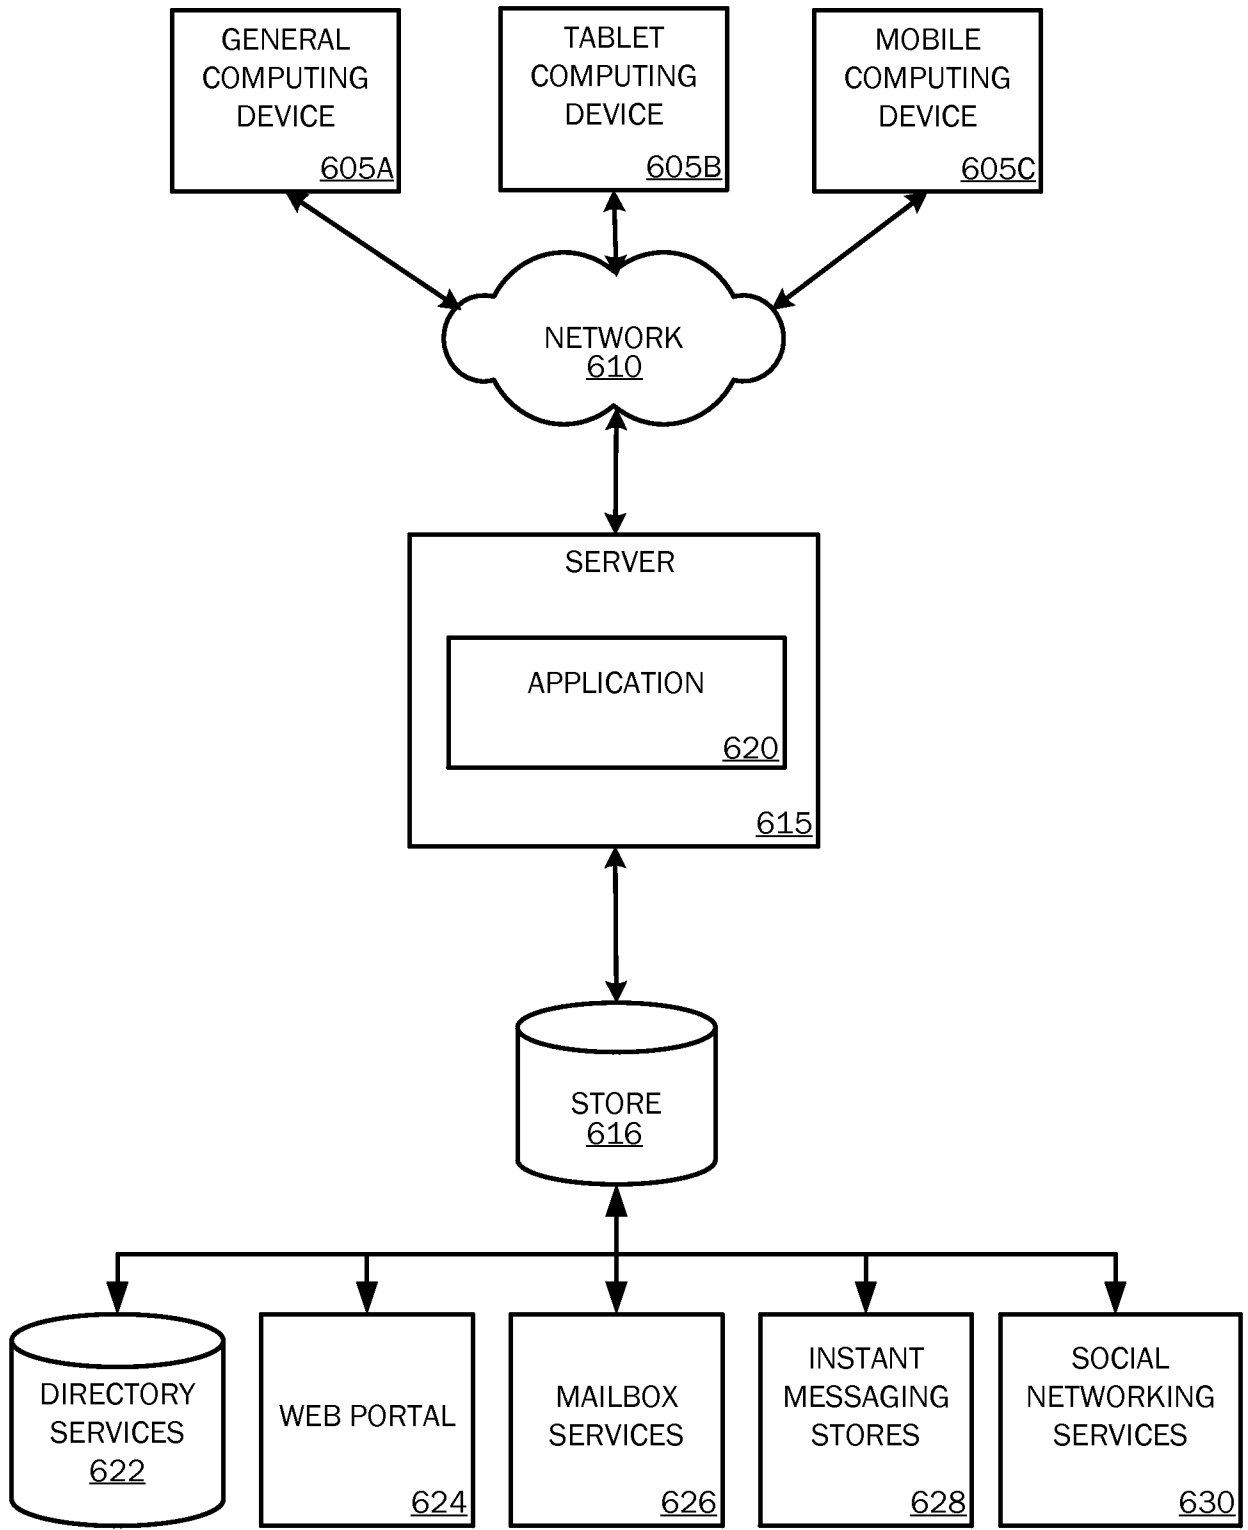 GENERAL
COMPUTING
DEVICE
605A
TABLET
COMPUTING
DEVICE
605B
MOBILE
COMPUTING
DEVICE
605C
NETWORK
610
SERVER
APPLICATION
620
615
STORE
616
DIRECTORY
SERVICES
622
WEB PORTAL
624
MAILBOX
SERVICES
626
INSTANT
MESSAGING
STORES
628
SOCIAL
NETWORKING
SERVICES
630